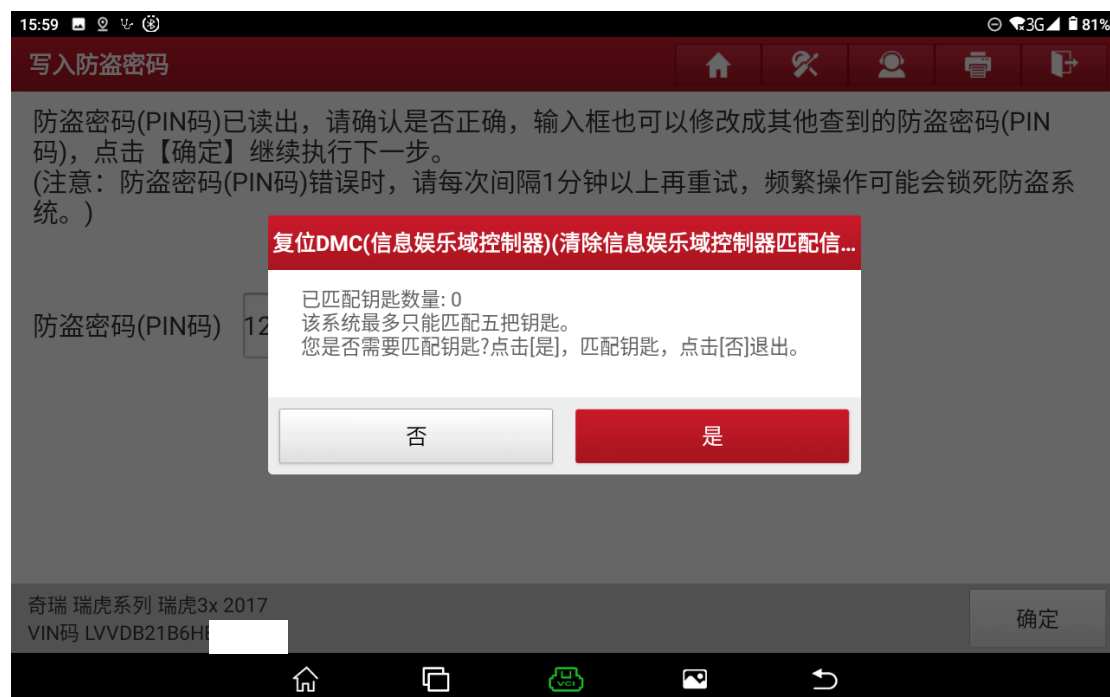 15:59
3G
81%
写入防盗密码
防盗密码(PIN码)已读出，请确认是否正确，输入框也可以修改成其他查到的防盗密码(PIN
码)，点击【确定】继续执行下一步。
(注意：防盗密码(PIN码)错误时，请每次间隔1分钟以上再重试，频繁操作可能会锁死防盗系
统。)
复位DMC(信息娱乐域控制器)(清除信息娱乐域控制器匹配信...
已匹配钥匙数量: 0
该系统最多只能匹配五把钥匙。
您是否需要匹配钥匙?点击[是]，匹配钥匙，点击[否]退出。
防盗密码(PIN码)
12
否
是
奇瑞 瑞虎系列 瑞虎3x 2017
VIN码 LVVDB21B6H
确定
VCI